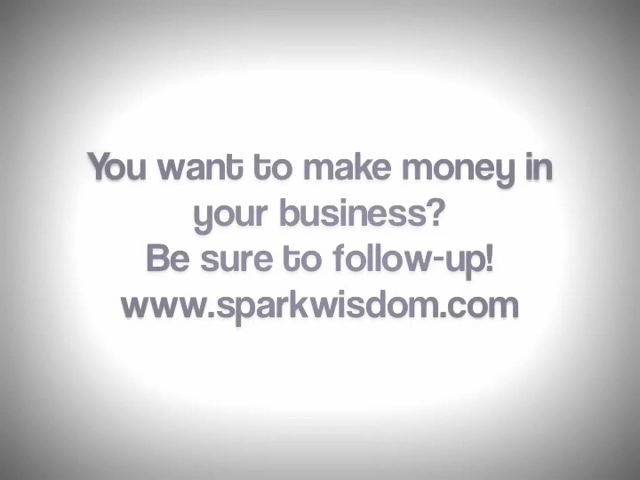 You want to make money in
your business?
Be sure to follow-up!
www.sparkwisdom.com